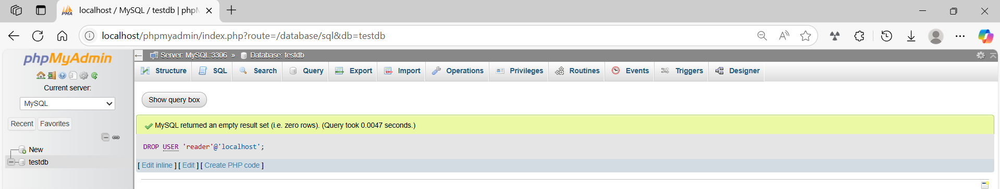 PMA localhost / MySQL / testdb | php
localhost/phpmyadmin/index.php?route=/database/sql&db=testdb
phpMyAdmin
Current server:
MySQL
Recent Favorites
New
testdb
Server: MySQL:3306 » Database: testdb
Structure SQL Search Query Export Import Operations Privileges Routines Events Triggers Designer
Show query box
MySQL returned an empty result set (i.e. zero rows). (Query took 0.0047 seconds.)
DROP USER 'reader'@'localhost';
[ Edit inline ] [ Edit ] [ Create PHP code ]